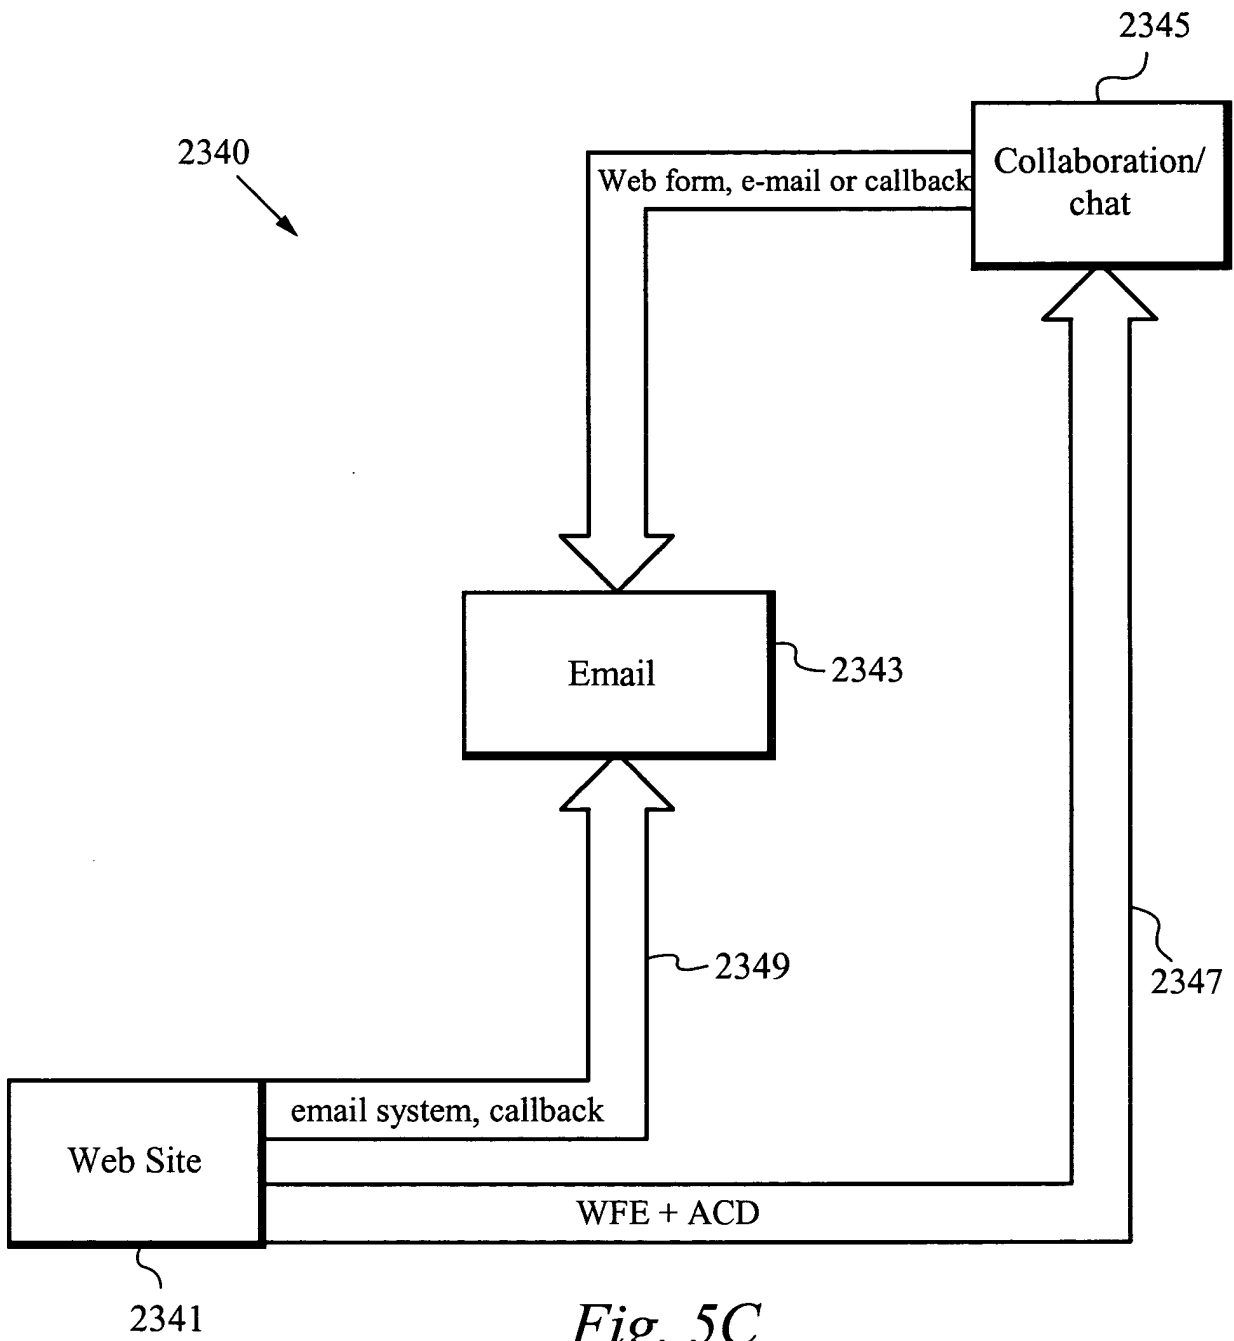 2345
2340
Collaboration/
chat
Web form, e-mail or callback
Email
2343
2349
2347
email system, callback
Web Site
WFE + ACD
2341
Fig. 5C